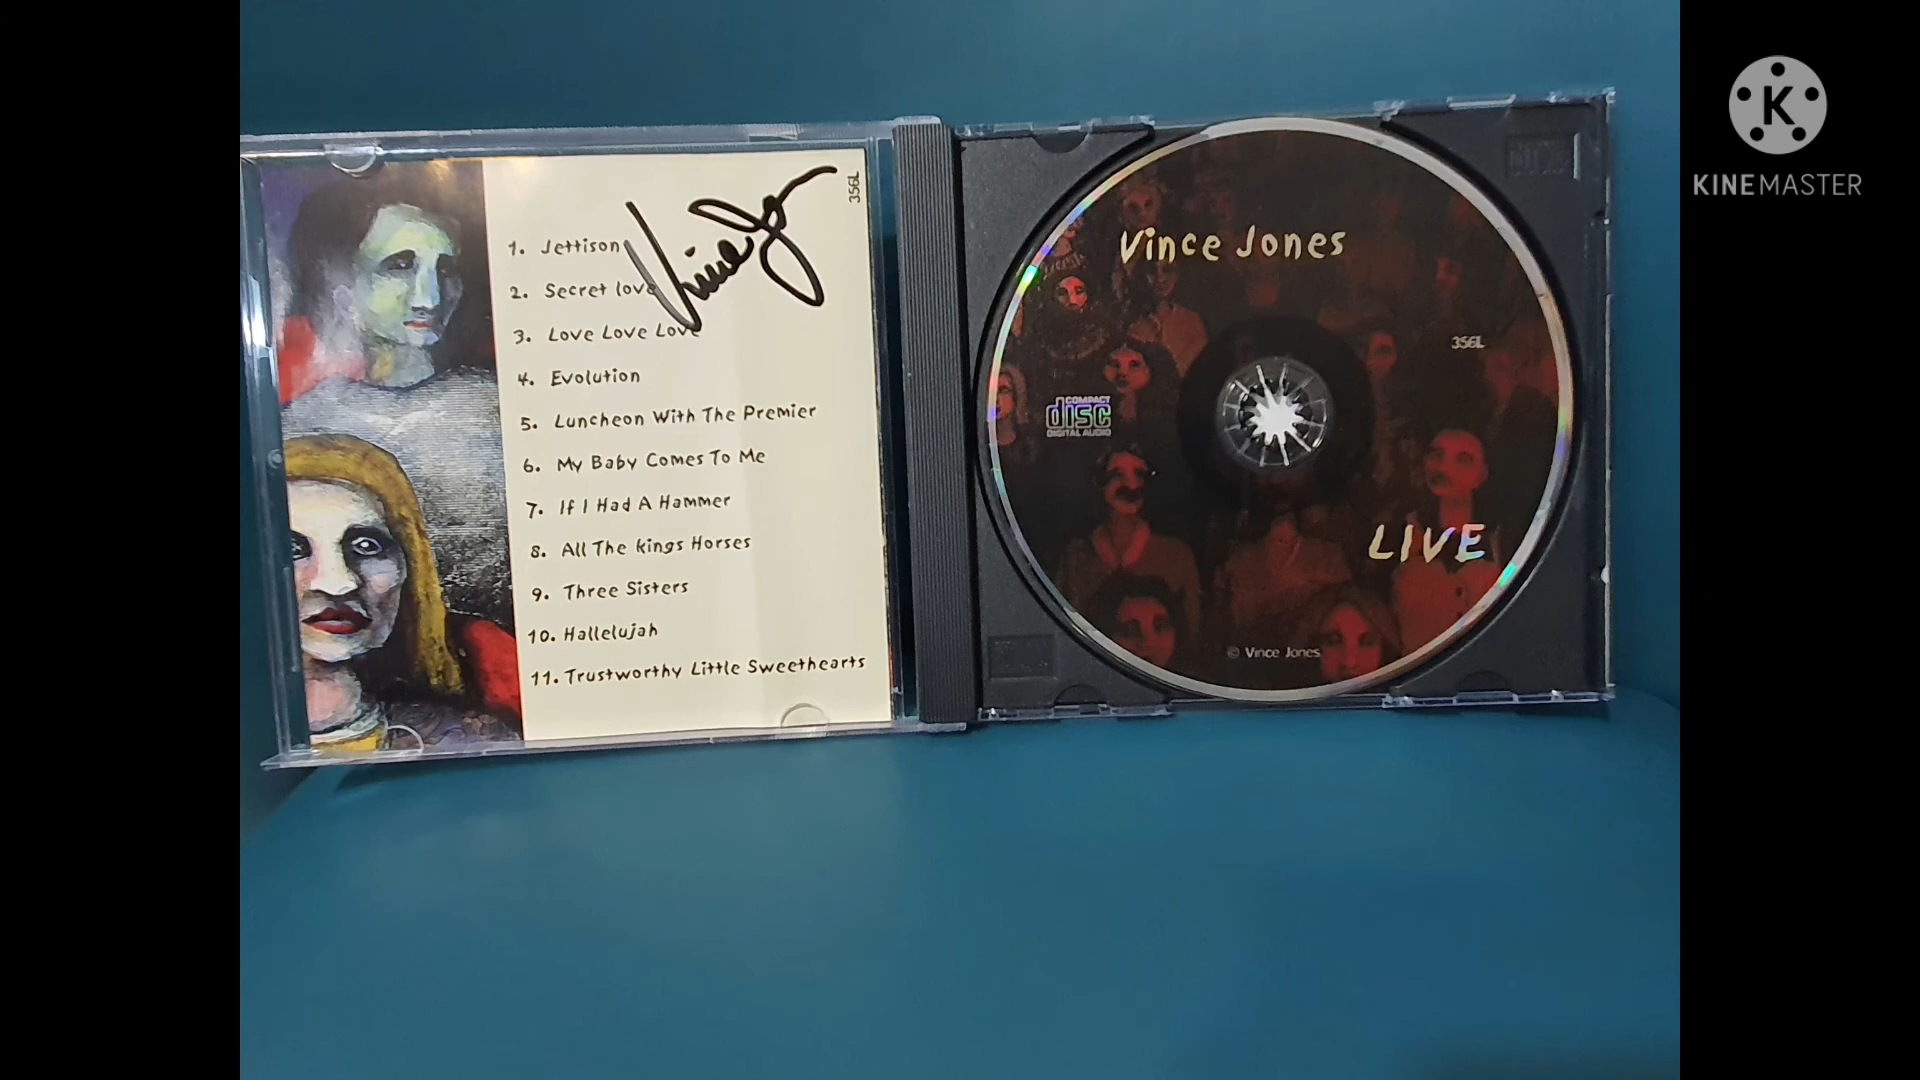 1. Jettison
2. Secret love
3. Love Love Love
4. Evolution
5. Luncheon With The Premier
6. My Baby Comes To Me
7. If I Had A Hammer
8. All The Kings Horses
9. Three Sisters
10. Hallelujah
11. Trustworthy Little Sweethearts
Vince Jo
356L
Vince Jones
356L
COMPACT
disc
DIGITAL AUDIO
LIVE
© Vince Jones
K
KINEMASTER